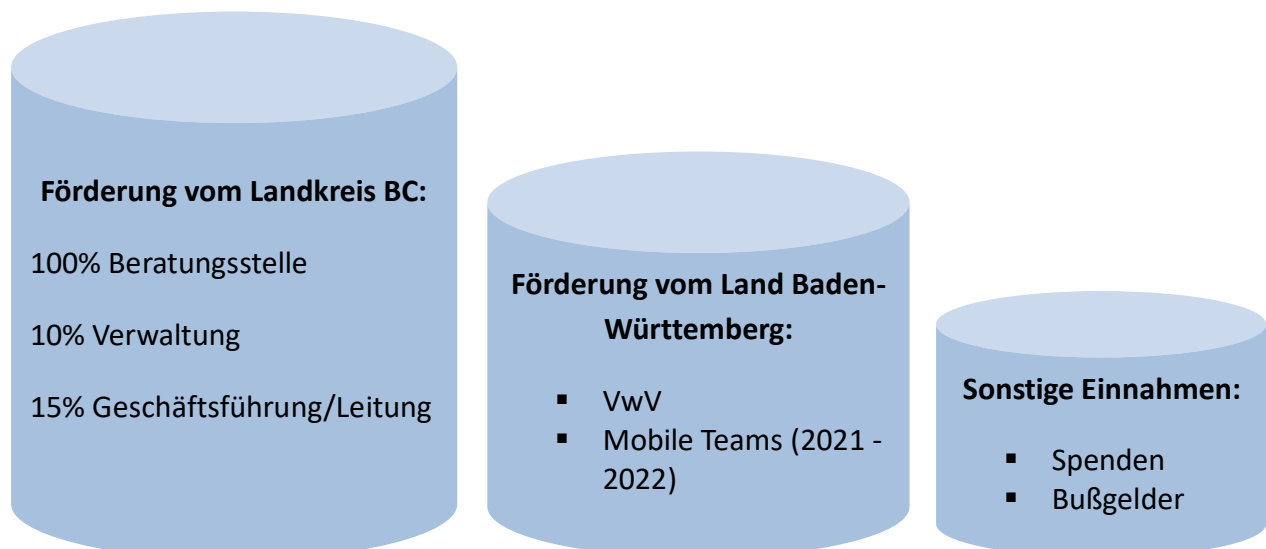 Förderung vom Landkreis BC:
100% Beratungsstelle
10% Verwaltung
15% Geschäftsführung/Leitung
Förderung vom Land Baden-
Württemberg:
▪ VwV
▪ Mobile Teams (2021 -
2022)
Sonstige Einnahmen:
▪ Spenden
▪ Bußgelder